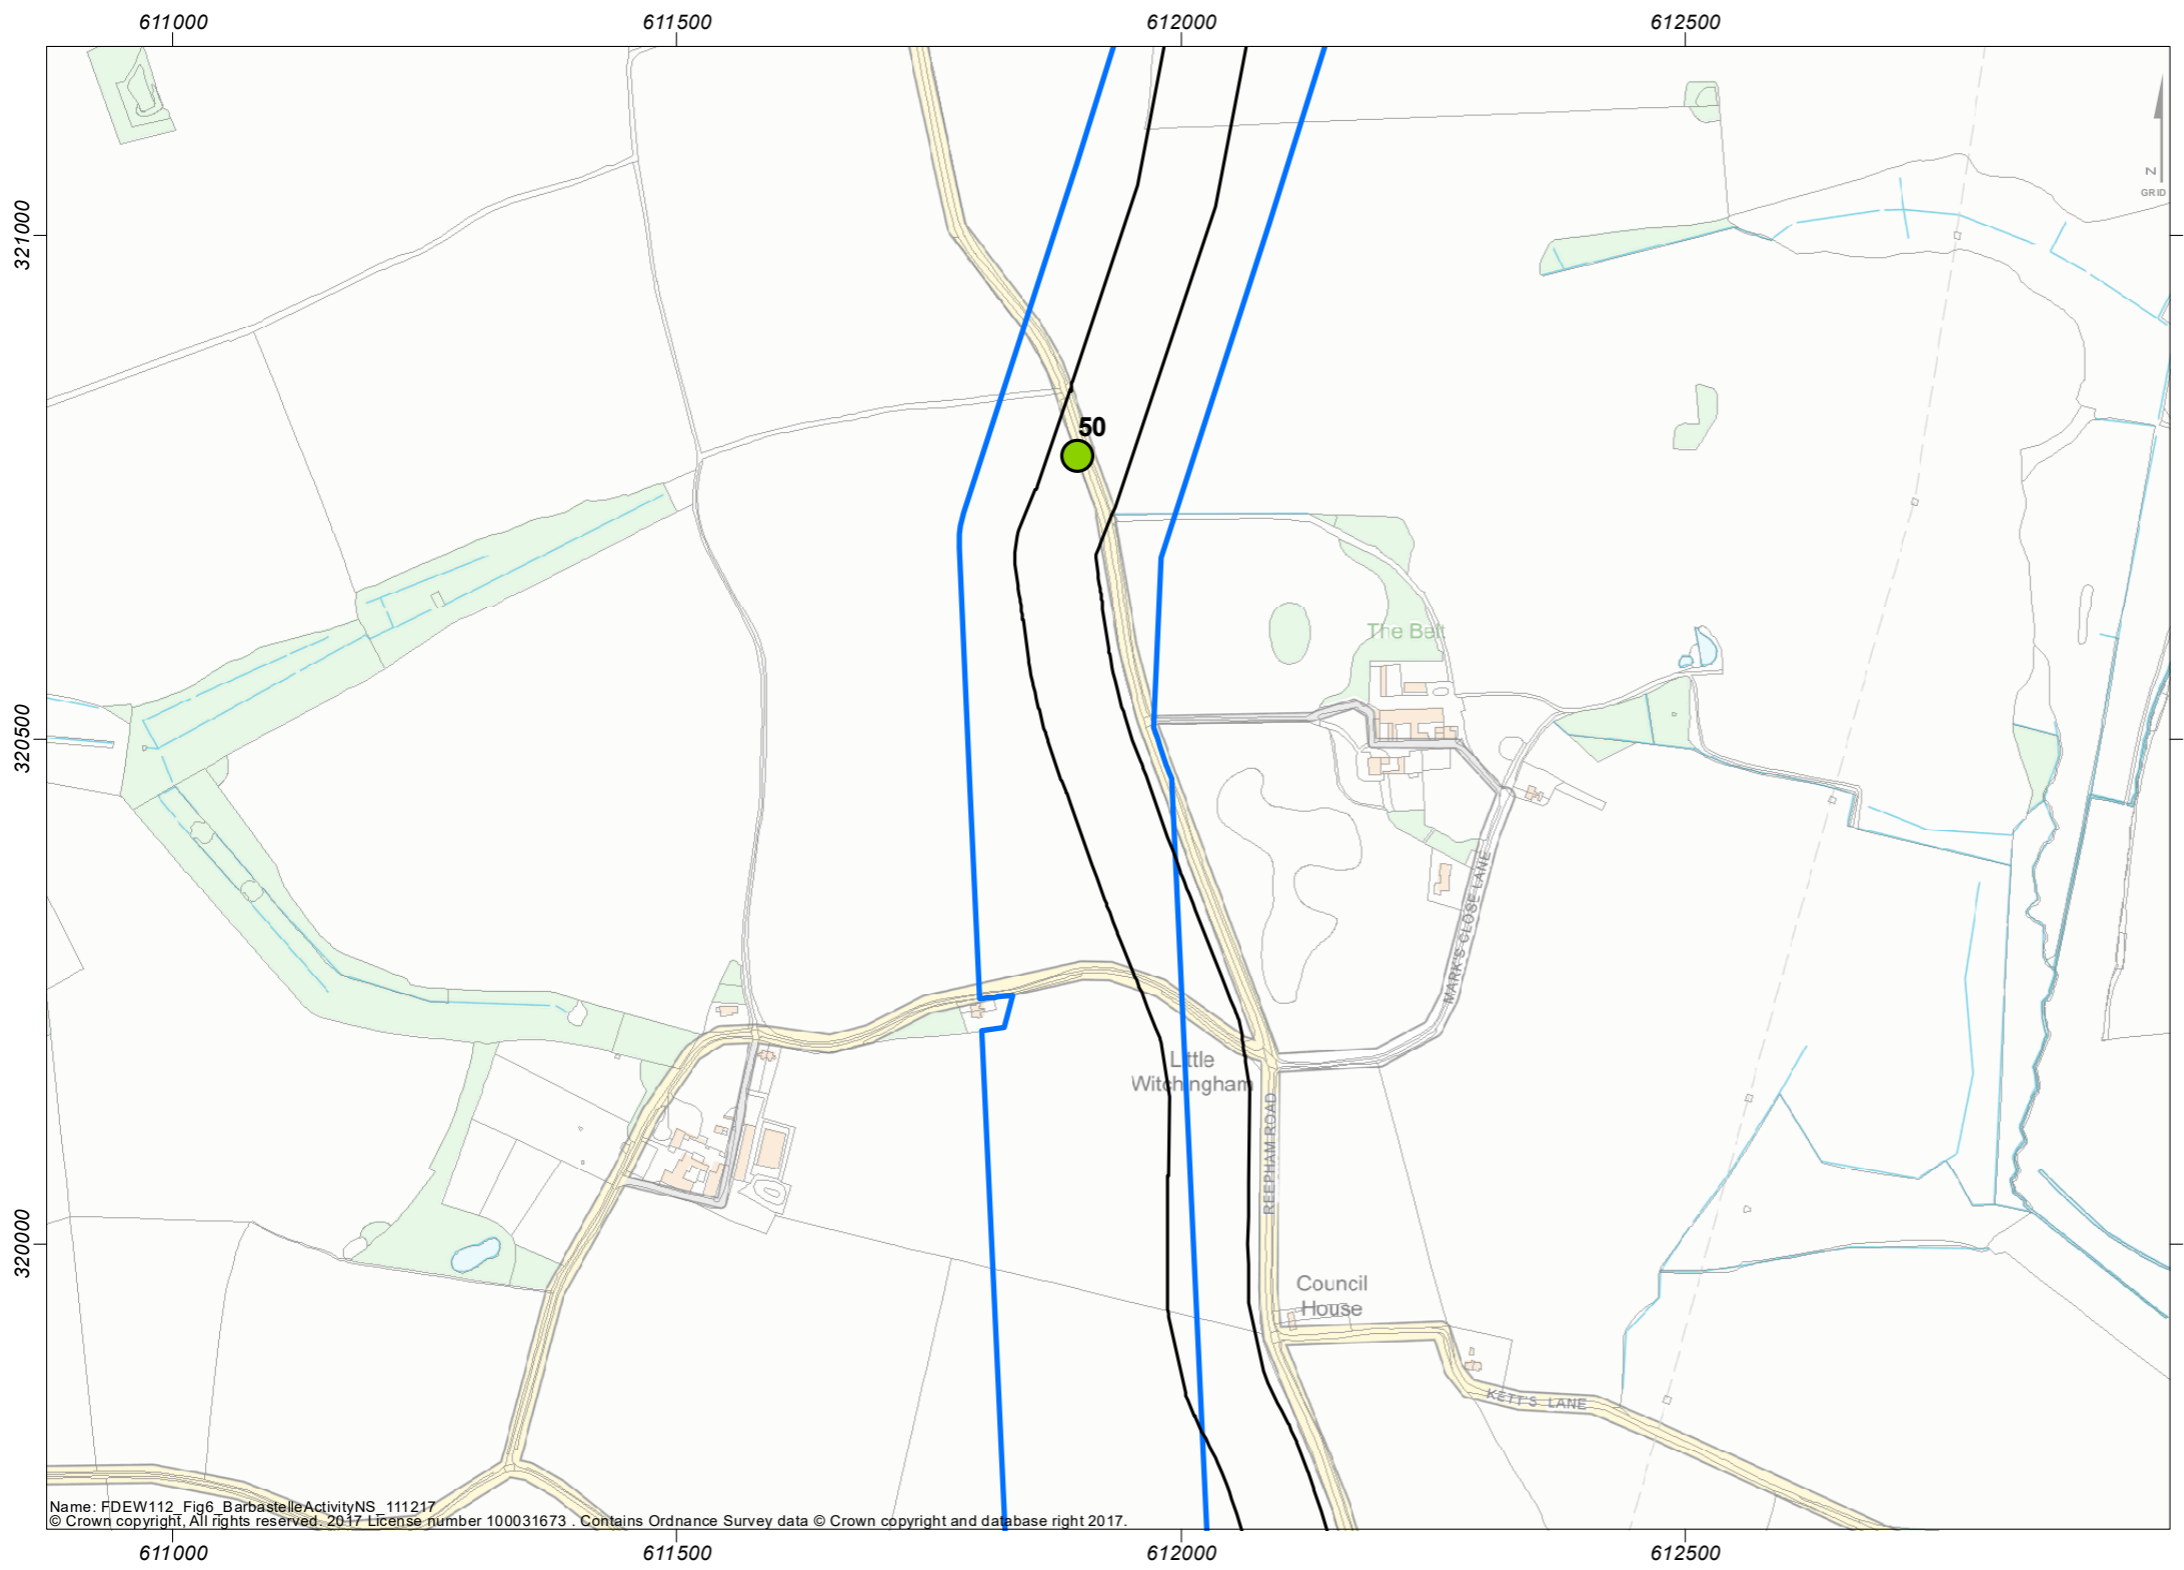 611000
611500
612000
612500
N
GRID
321000
50
The Belt
320500
MARK'S CLOSE LANE
Little
Witchingham
REEPHAM ROAD
320000
Council
House
KETT'S LANE
Name: FDEW112_Fig6_BarbastelleActivityNS_111217
© Crown copyright, All rights reserved. 2017 License number 100031673 . Contains Ordnance Survey data © Crown copyright and database right 2017.
611000
611500
612000
612500